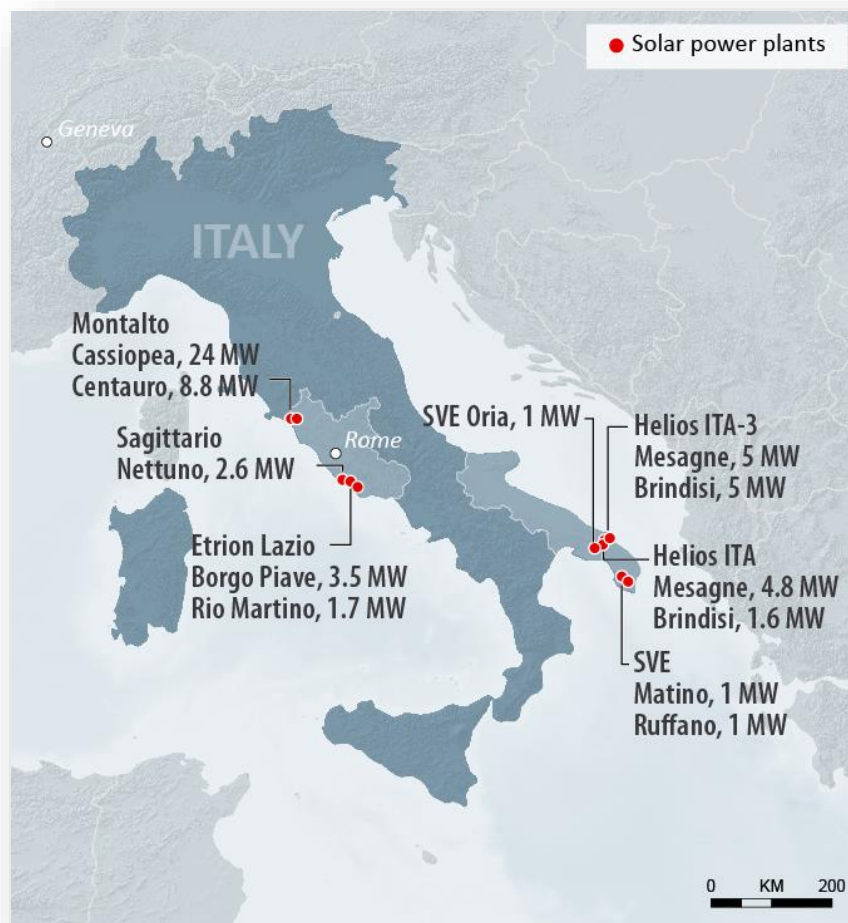 Solar power plants
Geneva
ITALY
Montalto
Cassiopea, 24 MW
Centauro, 8.8 MW
Rome
Sagittario
Nettuno, 2.6 MW
Etrion Lazio
Borgo Piave, 3.5 MW
Rio Martino, 1.7 MW
SVE Oria, 1 MW
Helios ITA-3
Mesagne, 5 MW
Brindisi, 5 MW
Helios ITA
Mesagne, 4.8 MW
Brindisi, 1.6 MW
SVE
Matino, 1 MW
Ruffano, 1 MW
0 KM 200